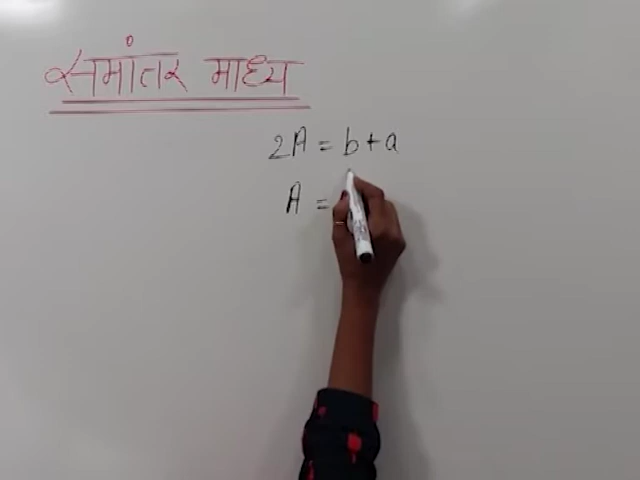 समांतर माध्य
2A = b+a
A =